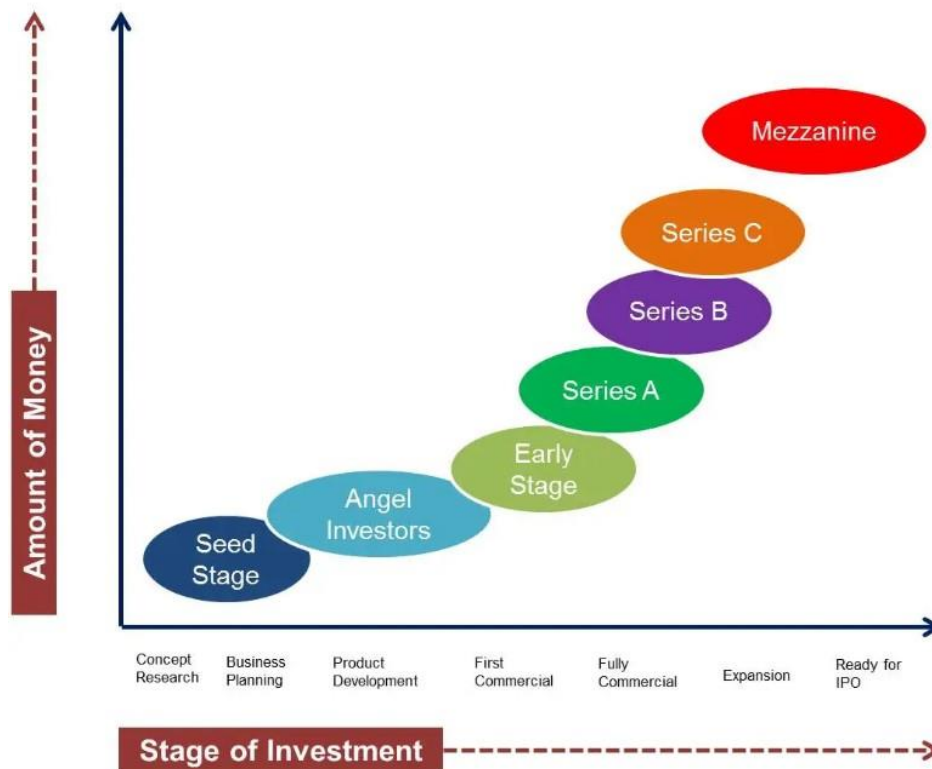 Amount of Money
Mezzanine
Series C
Series B
Series A
Early
Stage
Angel
Investors
Seed
Stage
Concept
Research
Business
Planning
Product
Development
First
Commercial
Fully
Commercial
Expansion
Ready for
IPO
Stage of Investment